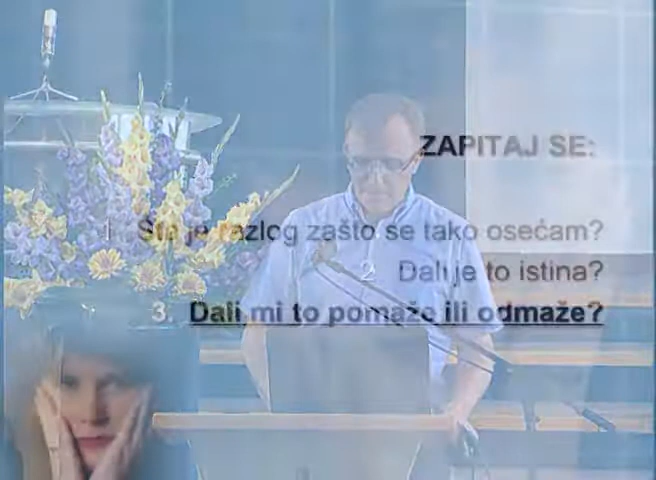 ZAPITAJ SE:
1. Šta je razlog zašto se tako osećam?
2. Dali je to istina?
3. Dali mi to pomaže ili odmaže?